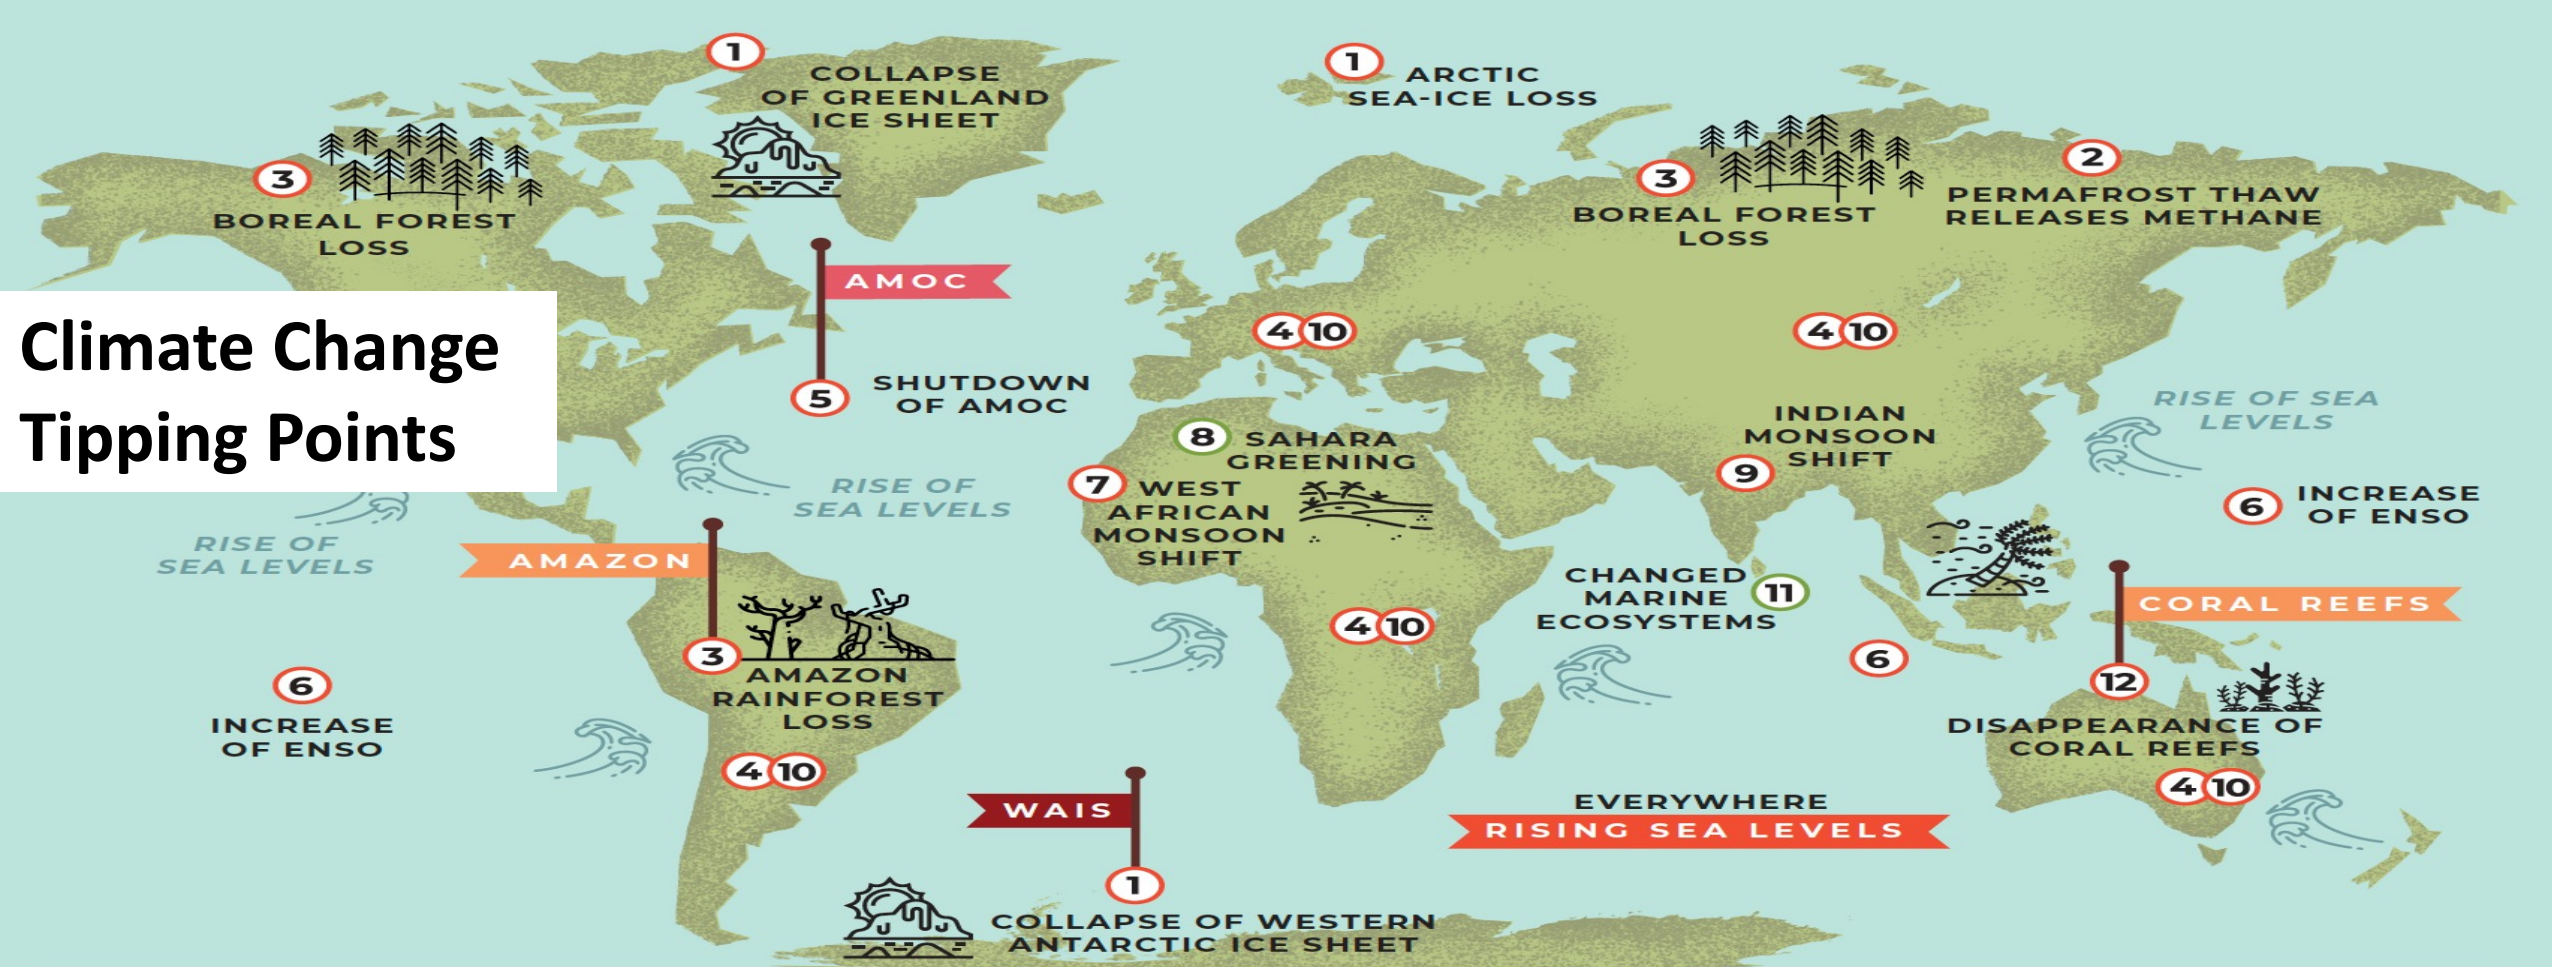 1
COLLAPSE
OF GREENLAND
ICE SHEET
1
ARCTIC
SEA-ICE LOSS
3
BOREAL FOREST
LOSS
3
BOREAL FOREST
LOSS
2
PERMAFROST THAW
RELEASES METHANE
AMOC
5
SHUTDOWN
OF AMOC
Climate Change
Tipping Points
4 10
4 10
8
SAHARA
GREENING
7
WEST
AFRICAN
MONSOON
SHIFT
INDIAN
MONSOON
SHIFT
9
RISE OF SEA
LEVELS
6
INCREASE
OF ENSO
RISE OF
SEA LEVELS
RISE OF
SEA LEVELS
AMAZON
3
AMAZON
RAINFOREST
LOSS
4 10
6
INCREASE
OF ENSO
4 10
CHANGED
MARINE
ECOSYSTEMS
11
6
CORAL REEFS
12
DISAPPEARANCE OF
CORAL REEFS
4 10
WAIS
1
COLLAPSE OF WESTERN
ANTARCTIC ICE SHEET
EVERYWHERE
RISING SEA LEVELS